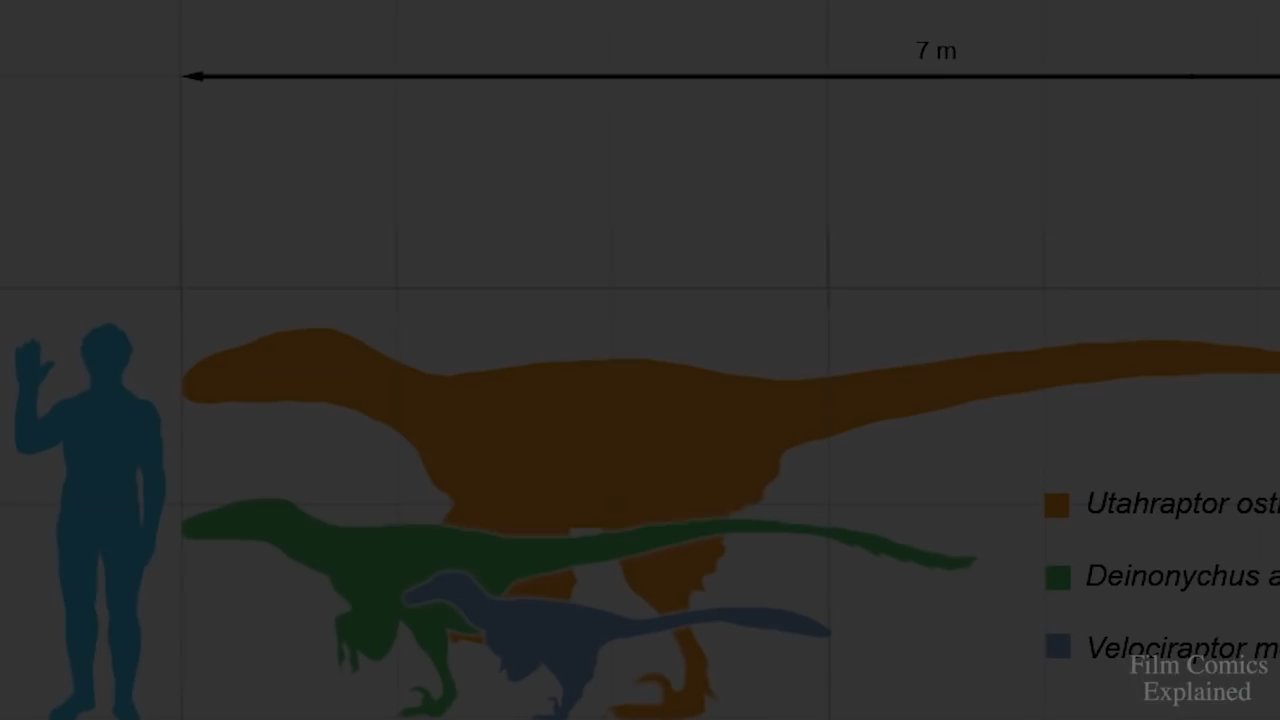 7 m
Utahraptor
Deinonychus
Velociraptor
Film Comics
Explained